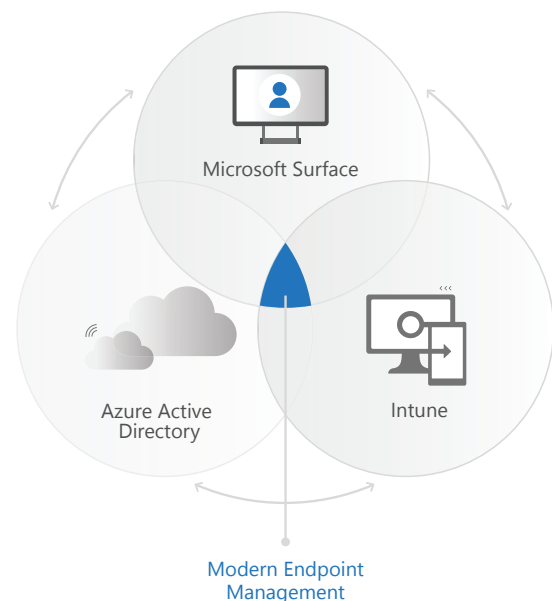 Microsoft Surface
Azure Active
Directory
Intune
Modern Endpoint
Management